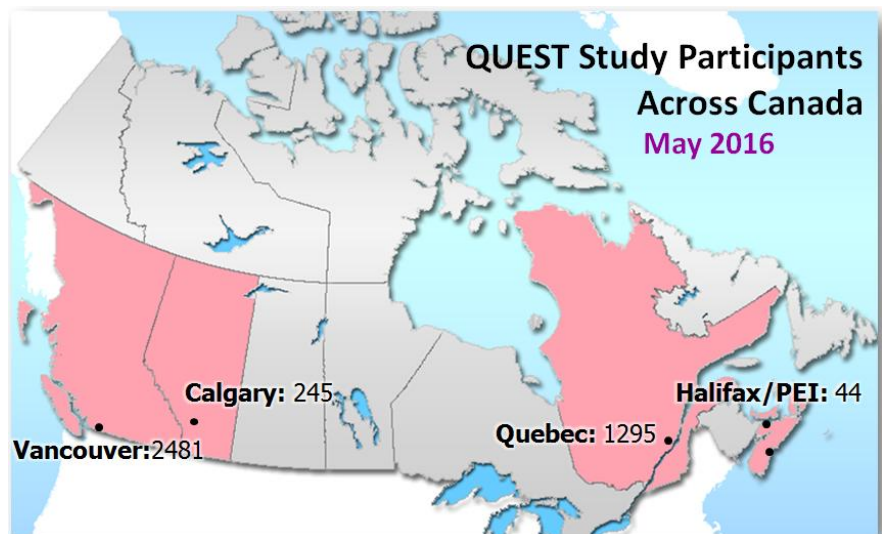 QUEST Study Participants
Across Canada
May 2016
Calgary: 245
Halifax/PEI: 44
Quebec: 1295
Vancouver:2481